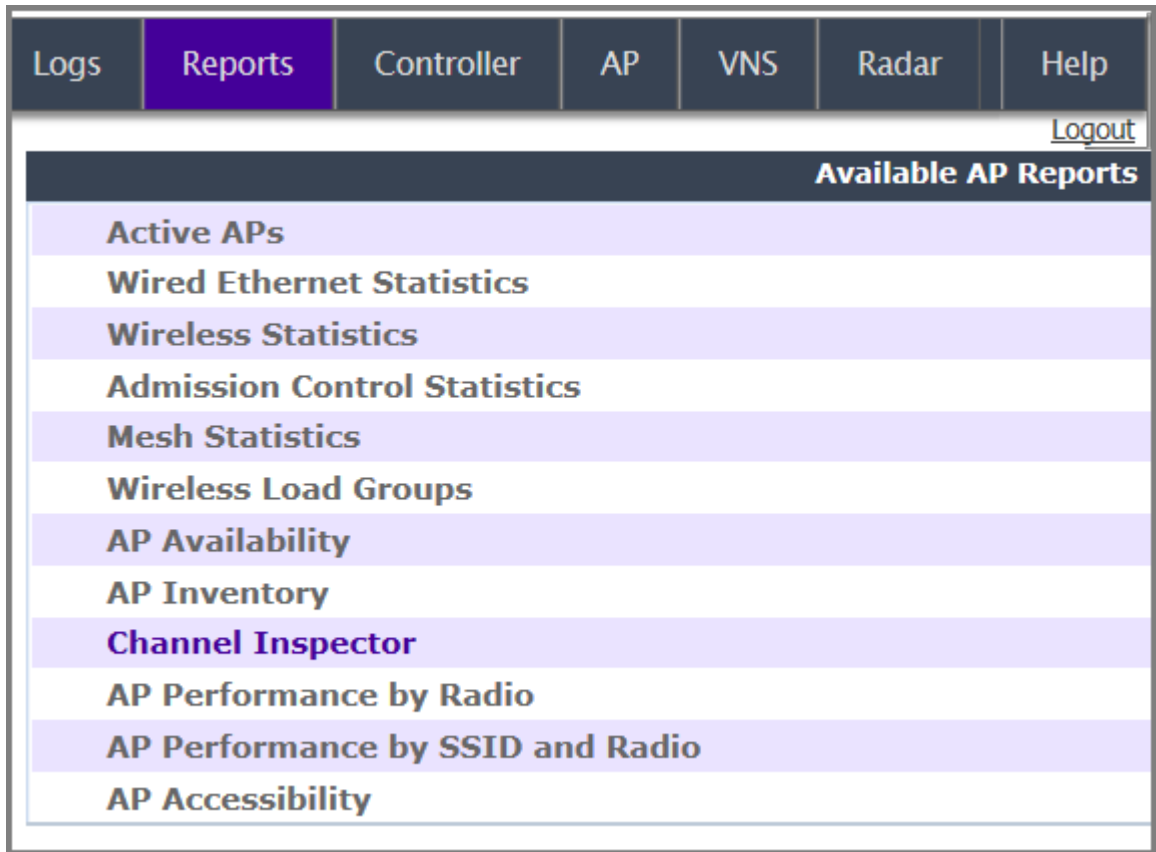 Logs Reports Controller AP VNS Radar Help
Logout
Available AP Reports
Active APs
Wired Ethernet Statistics
Wireless Statistics
Admission Control Statistics
Mesh Statistics
Wireless Load Groups
AP Availability
AP Inventory
Channel Inspector
AP Performance by Radio
AP Performance by SSID and Radio
AP Accessibility